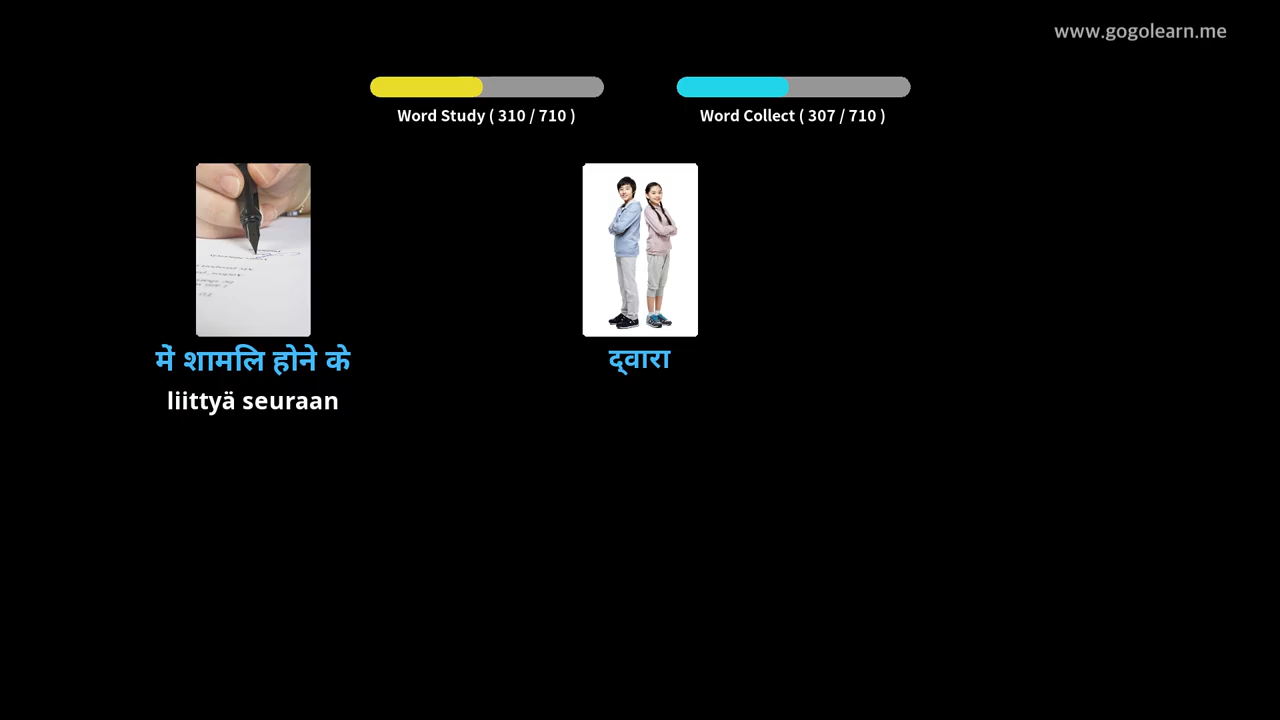 www.gogolearn.me
Word Study ( 310 / 710 )
Word Collect ( 307 / 710 )
में शामलि होने के
liittyä seuraan
द्वारा